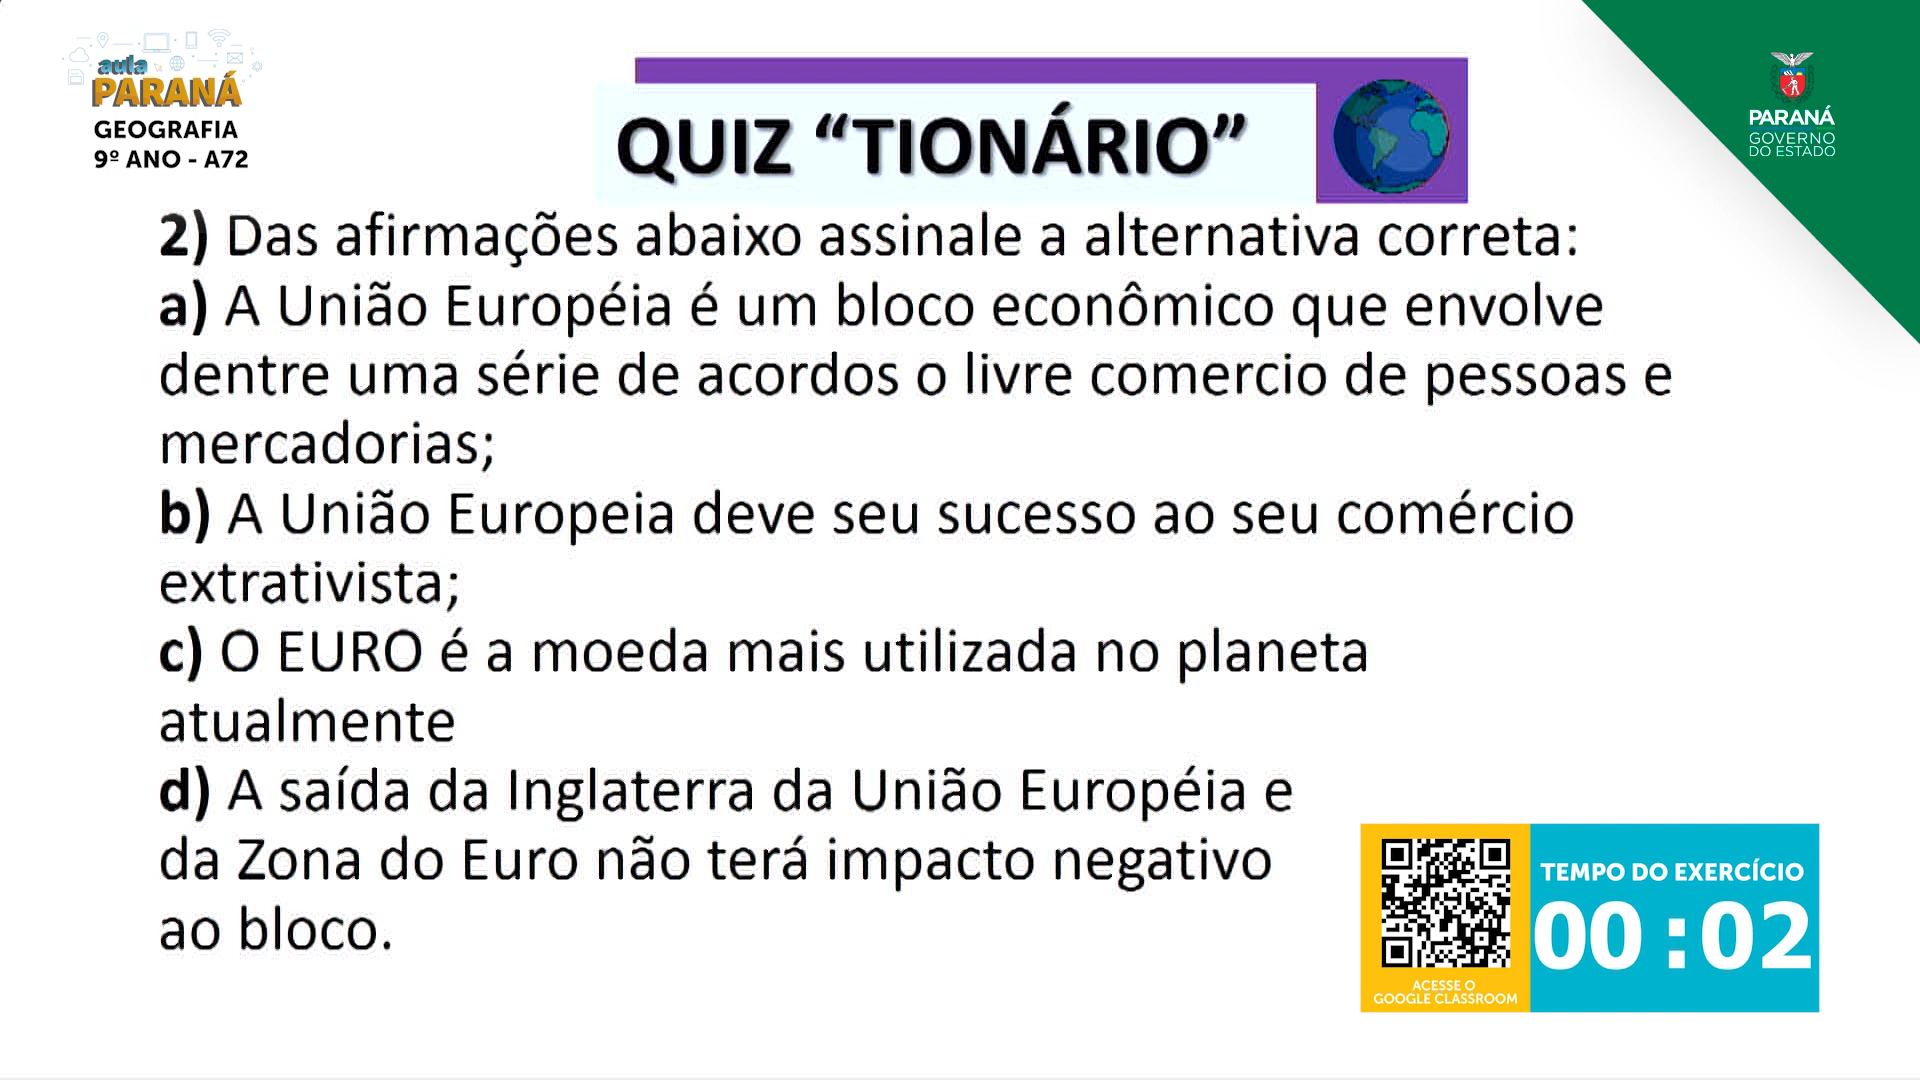 aula
PARANÁ
GEOGRAFIA
9º ANO - A72
QUIZ “TIONÁRIO”
PARANÁ
GOVERNO
DO ESTADO
2) Das afirmações abaixo assinale a alternativa correta:
a) A União Européia é um bloco econômico que envolve
dentre uma série de acordos o livre comercio de pessoas e
mercadorias;
b) A União Europeia deve seu sucesso ao seu comércio
extrativista;
c) O EURO é a moeda mais utilizada no planeta
atualmente
d) A saída da Inglaterra da União Européia e
da Zona do Euro não terá impacto negativo
ao bloco.
ACESSE O
GOOGLE CLASSROOM
TEMPO DO EXERCÍCIO
00:02